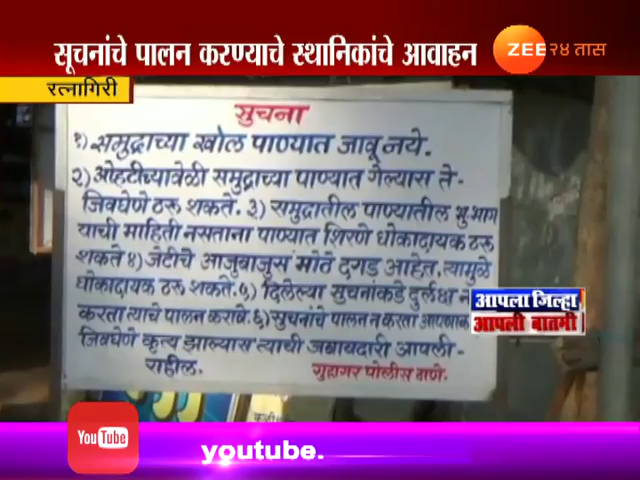 सूचनांचे पालन करण्याचे स्थानिकांचे आवाहन
ZEE २४ तास
रत्नागिरी
सुचना
१) समुद्राच्या खोल पाण्यात जावू नये.
२) ओहटीच्यावेळी समुद्राच्या पाण्यात गेल्यास ते-
जिवघेणे ठरू शकते. ३) समुद्रातील पाण्यातील भु-भाग
याची माहिती नसताना पाण्यात शिरणे धोकादायक ठरू
शकते ४) जेटीचे आजुबाजुस मोठे दगड आहेत. त्यामुळे
धोकादायक ठरू शकते. ५) दिलेल्या सुचनांकडे दुर्लक्ष न
करता त्याचे पालन करावे. ६) सुचनांचे पालन न करता
जिवघेणे कृत्य झाल्यास त्याची जबाबदारी आपली-
राहील. गुहागर पोलीस ठाणे.
आपला जिल्हा
आपली बातमी
You Tube
youtube.